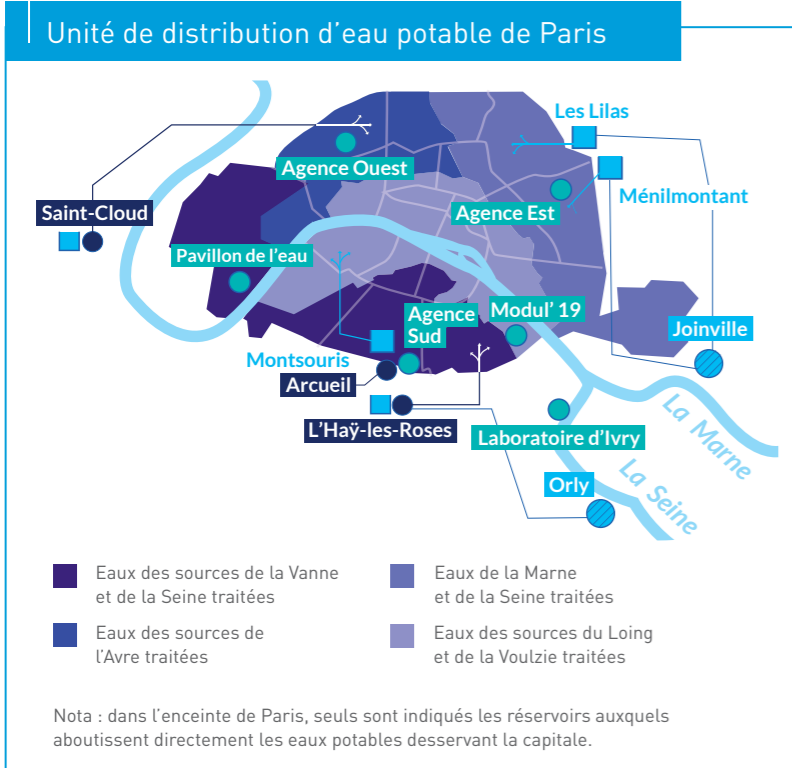 Unité de distribution d'eau potable de Paris
Les Lilas
Agence Ouest
Ménilmontant
Saint-Cloud
Agence Est
Pavillon de l'eau
Agence
Sud
Modul' 19
Joinville
Montsouris
Arcueil
L'Haÿ-les-Roses
Laboratoire d'Ivry
La Marne
Orly
La Seine
Eaux des sources de la Vanne
et de la Seine traitées
Eaux de la Marne
et de la Seine traitées
Eaux des sources de
l'Avre traitées
Eaux des sources du Loing
et de la Voulzie traitées
Nota : dans l'enceinte de Paris, seuls sont indiqués les réservoirs auxquels
aboutissent directement les eaux potables desservant la capitale.